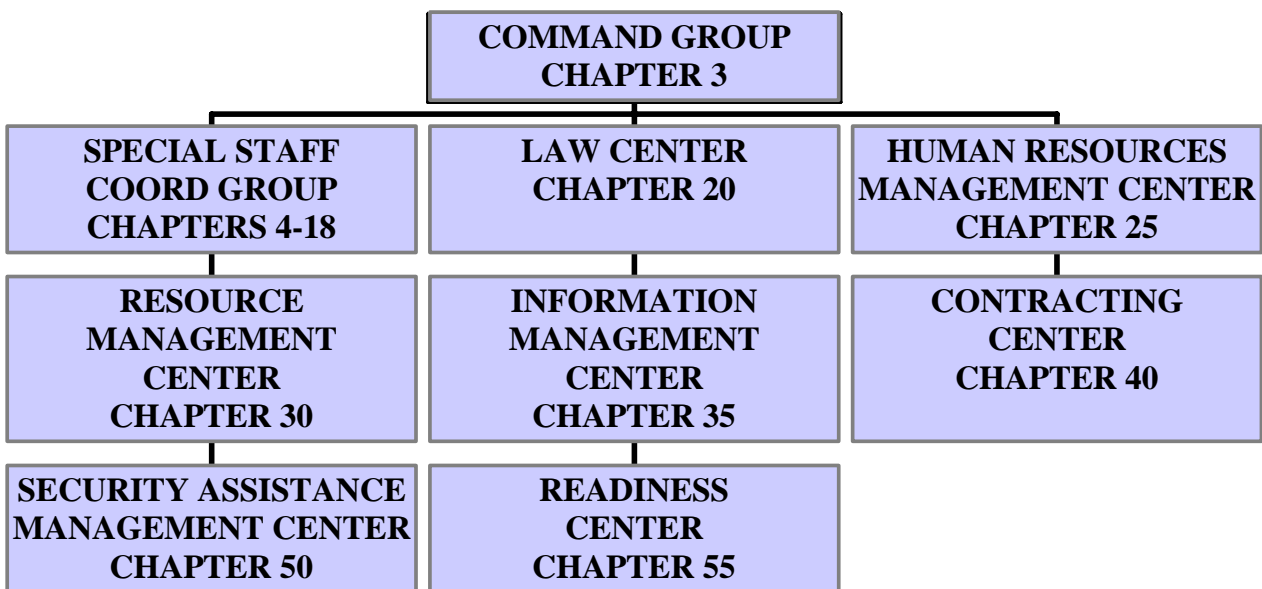 COMMAND GROUP
CHAPTER 3
SPECIAL STAFF
COORD GROUP
CHAPTERS 4-18
LAW CENTER
CHAPTER 20
HUMAN RESOURCES
MANAGEMENT CENTER
CHAPTER 25
RESOURCE
MANAGEMENT
CENTER
CHAPTER 30
INFORMATION
MANAGEMENT
CENTER
CHAPTER 35
CONTRACTING
CENTER
CHAPTER 40
SECURITY ASSISTANCE
MANAGEMENT CENTER
CHAPTER 50
READINESS
CENTER
CHAPTER 55